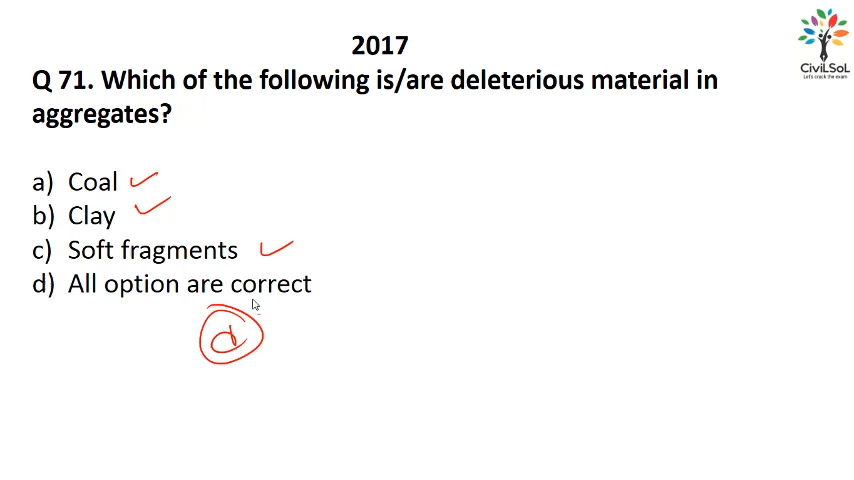 2017
CiviLSoL
Let's crack the exam
Q 71. Which of the following is/are deleterious material in
aggregates?
a) Coal
b) Clay
c) Soft fragments
d) All option are correct
d